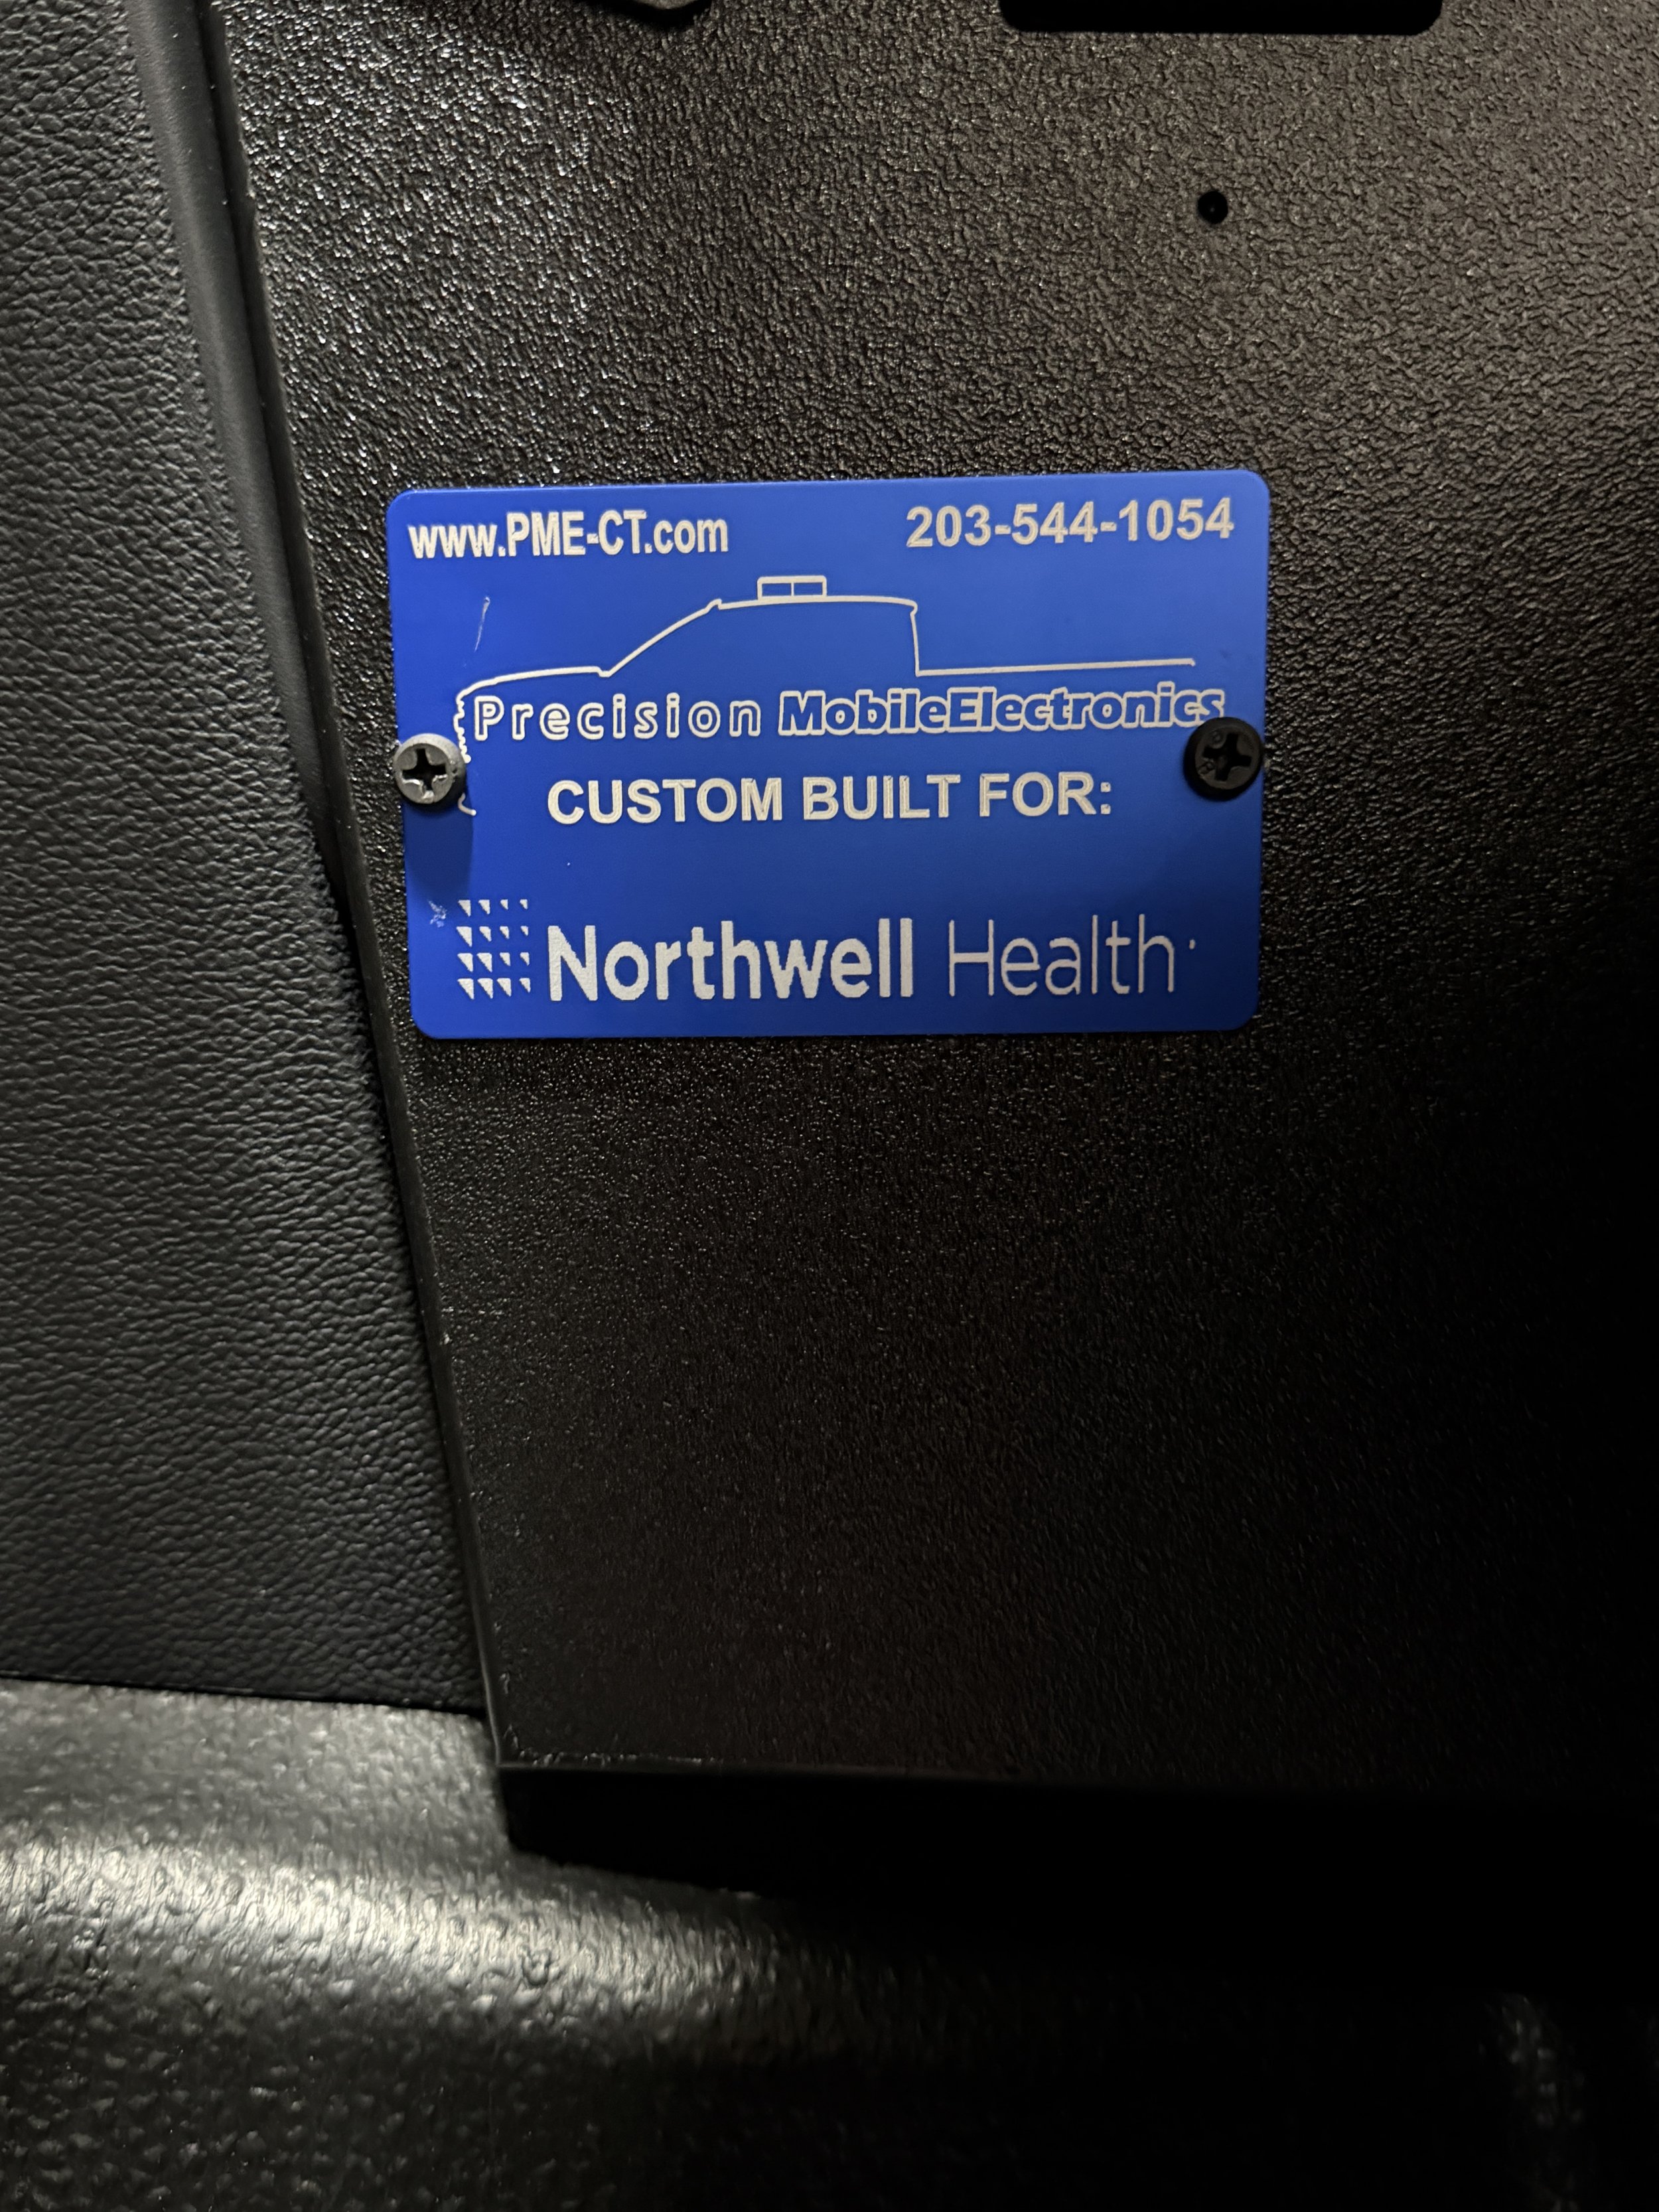 www.PME-CT.com 203-544-1054
Precision MobileElectronics
CUSTOM BUILT FOR:
Northwell Health